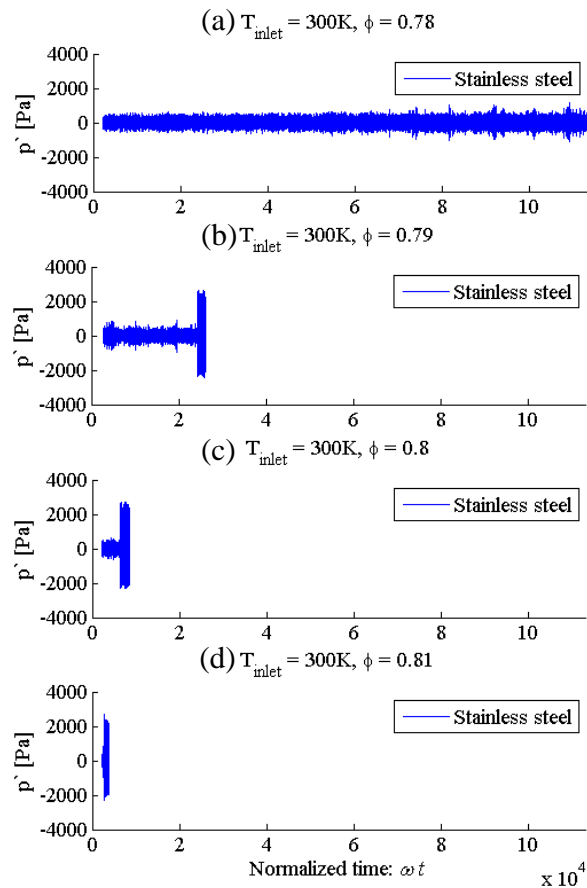 (a) T_inlet = 300K, ϕ = 0.78
Stainless steel
p` [Pa]
4000
2000
0
-2000
-4000
0 2 4 6 8 10
(b) T_inlet = 300K, ϕ = 0.79
Stainless steel
p` [Pa]
4000
2000
0
-2000
-4000
0 2 4 6 8 10
(c) T_inlet = 300K, ϕ = 0.8
Stainless steel
p` [Pa]
4000
2000
0
-2000
-4000
0 2 4 6 8 10
(d) T_inlet = 300K, ϕ = 0.81
Stainless steel
p` [Pa]
4000
2000
0
-2000
-4000
0 2 4 6 8 10
Normalized time: ωt
x 10^4